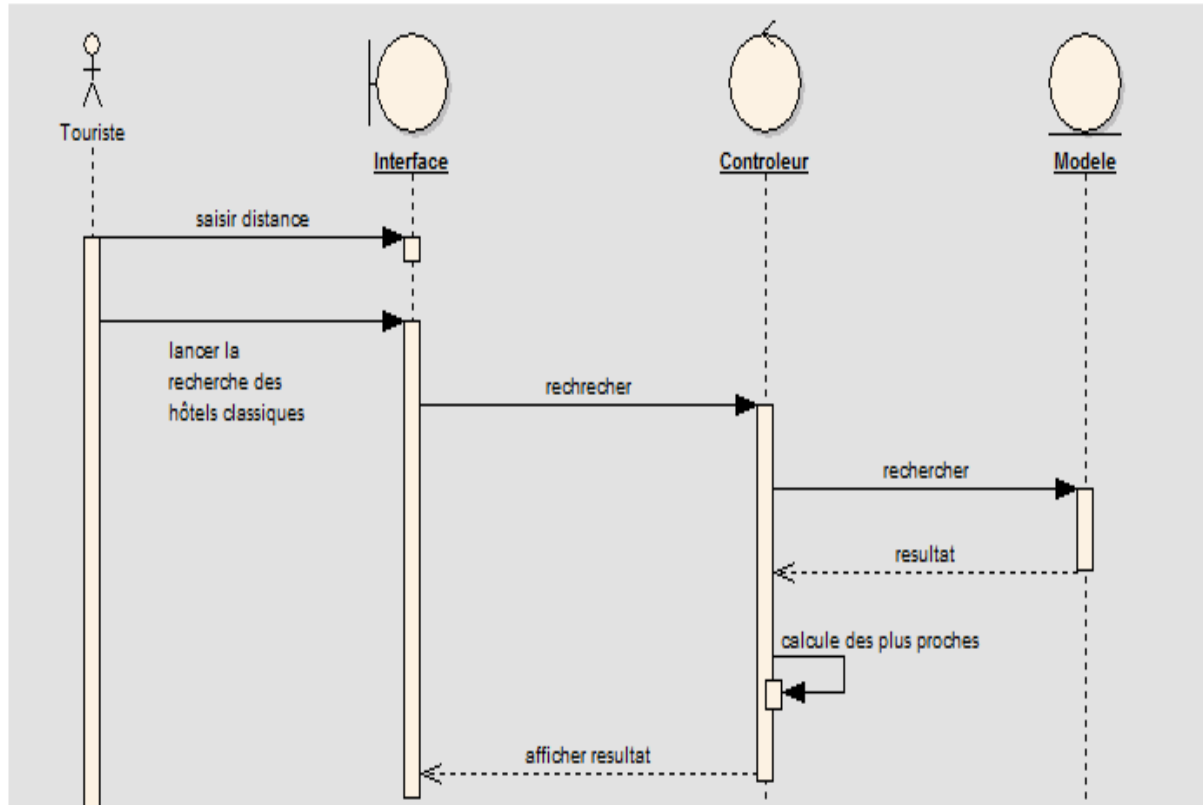 Touriste
Interface
Controleur
Modele
saisir distance
lancer la
recherche des
hôtels classiques
rechrecher
rechercher
resultat
calcule des plus proches
afficher resultat